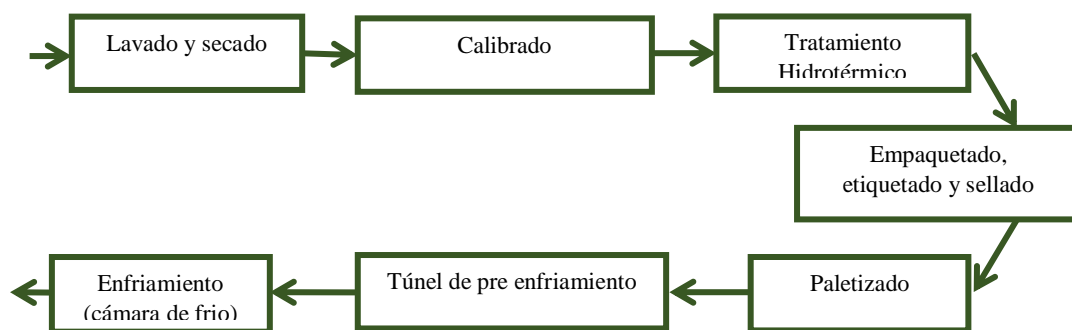 Lavado y secado
Calibrado
Tratamiento
Hidrotérmico
Empaquetado,
etiquetado y sellado
Paletizado
Túnel de pre enfriamiento
Enfriamiento
(cámara de frio)